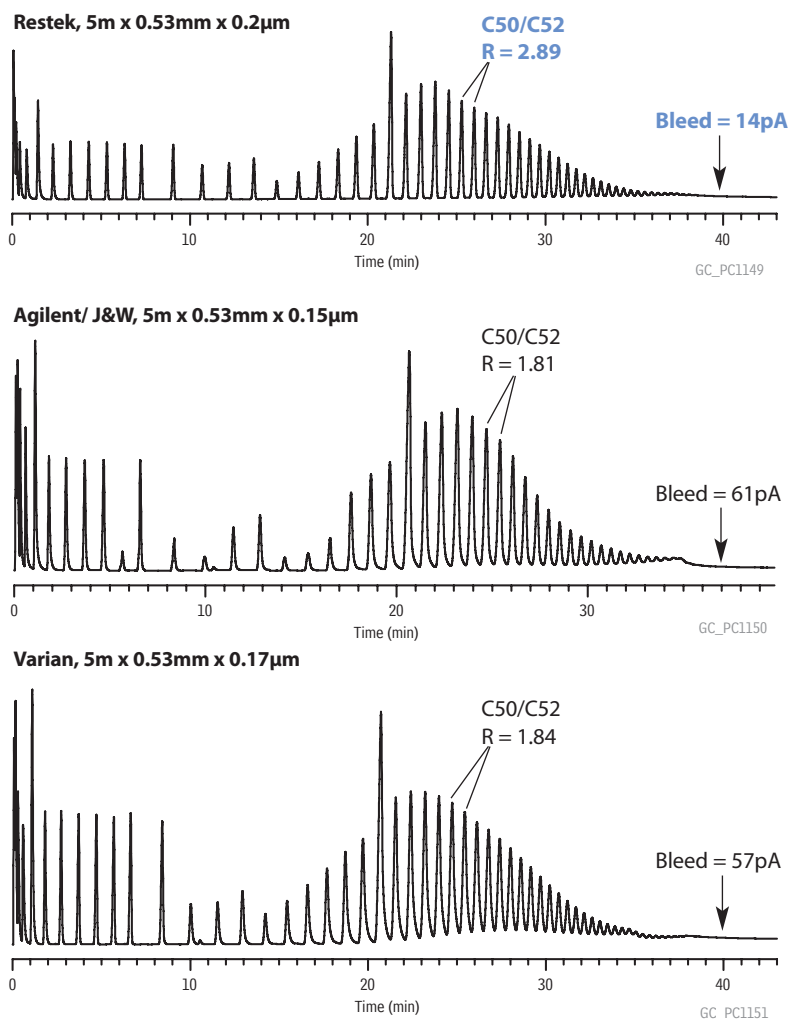 Restek, 5m x 0.53mm x 0.2µm
C50/C52
R = 2.89
Bleed = 14pA
0 10 20 30 40
Time (min)
GC_PC1149
Agilent/ J&W, 5m x 0.53mm x 0.15µm
C50/C52
R = 1.81
Bleed = 61pA
0 10 20 30
Time (min)
GC_PC1150
Varian, 5m x 0.53mm x 0.17µm
C50/C52
R = 1.84
Bleed = 57pA
0 10 20 30 40
Time (min)
GC_PC1151